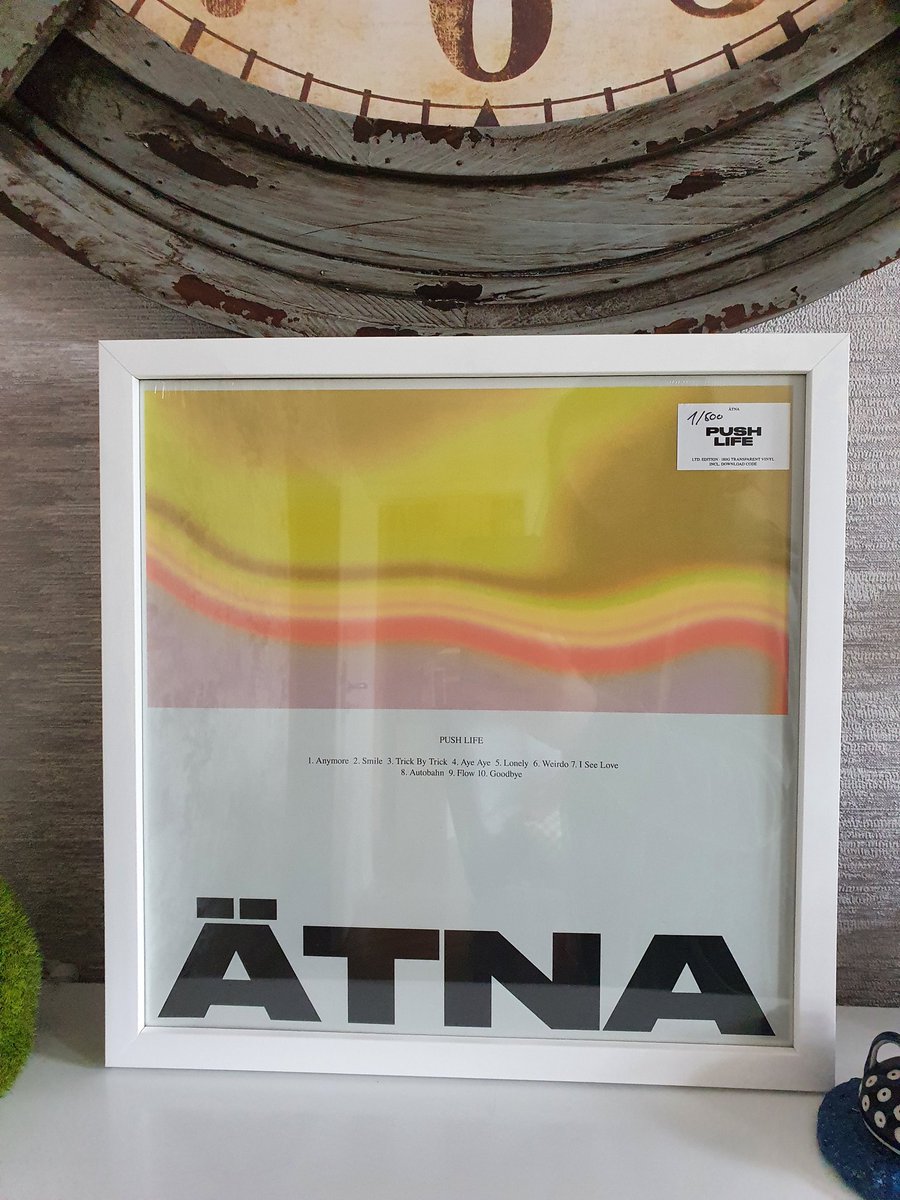 6
ÄTNA
1/500
PUSH
LIFE
LTD. EDITION · 180G TRANSPARENT VINYL
INCL. DOWNLOAD CODE
PUSH LIFE
1. Anymore 2. Smile 3. Trick By Trick 4. Aye Aye 5. Lonely 6. Weirdo 7. I See Love
8. Autobahn 9. Flow 10. Goodbye
ÄTNA